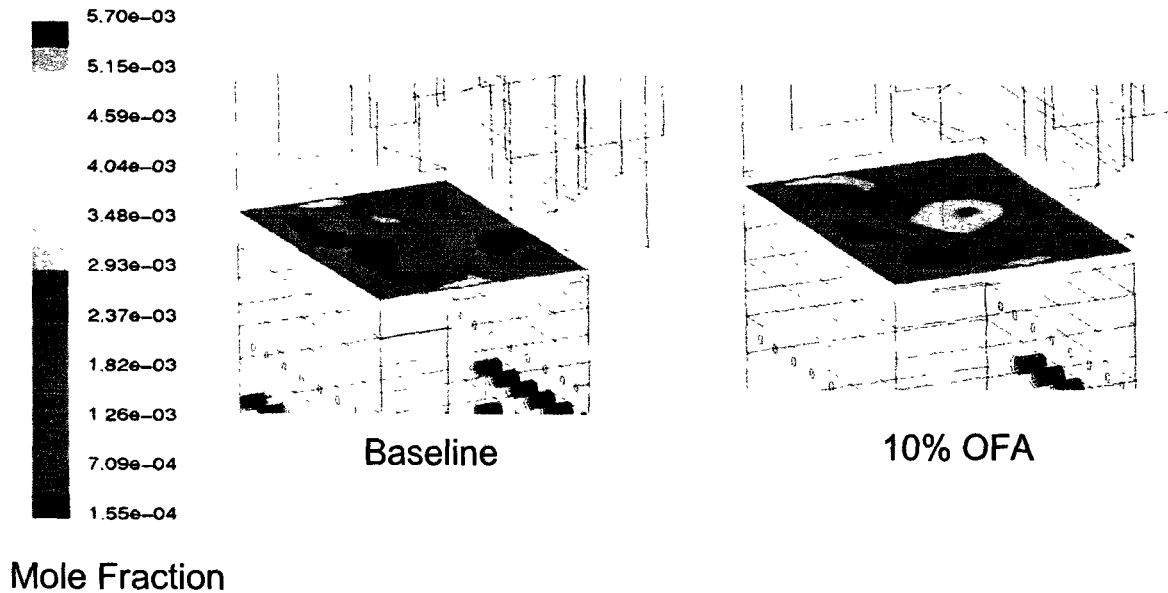 5.70e-03
5.15e-03
4.59e-03
4.04e-03
3.48e-03
2.93e-03
2.37e-03
1.82e-03
1 26e-03
7.09e-04
1.55e-04
Mole Fraction
Baseline
10% OFA